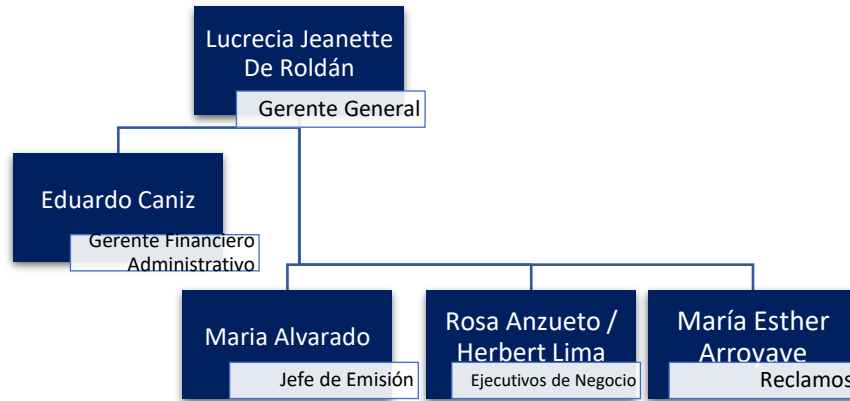 Lucrecia Jeanette
De Roldán
Gerente General
Eduardo Caniz
Gerente Financiero
Administrativo
Maria Alvarado
Jefe de Emisión
Rosa Anzueto /
Herbert Lima
Ejecutivos de Negocio
María Esther
Arroyave
Reclamos